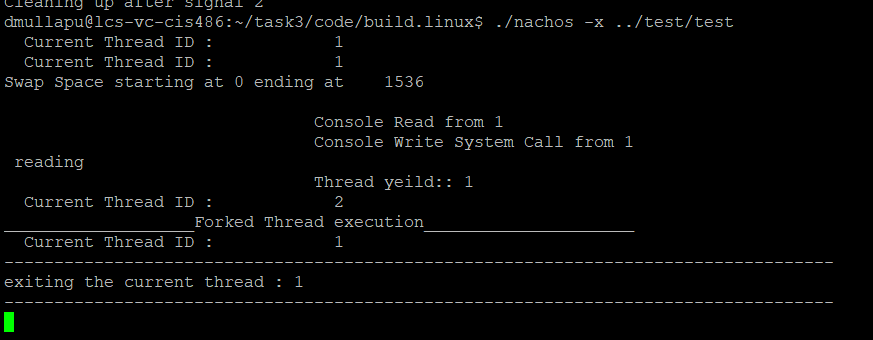 Cleaning up after signal 2
dmullapu@lcs-vc-cis486:~/task3/code/build.linux$ ./nachos -x ../test/test
Current Thread ID : 1
Current Thread ID : 1
Swap Space starting at 0 ending at 1536
Console Read from 1
Console Write System Call from 1
reading
Thread yeild:: 1
Current Thread ID : 2
___________________Forked Thread execution_____________________
Current Thread ID : 1
-----------------------------------------------------------------------------------
exiting the current thread : 1
-----------------------------------------------------------------------------------